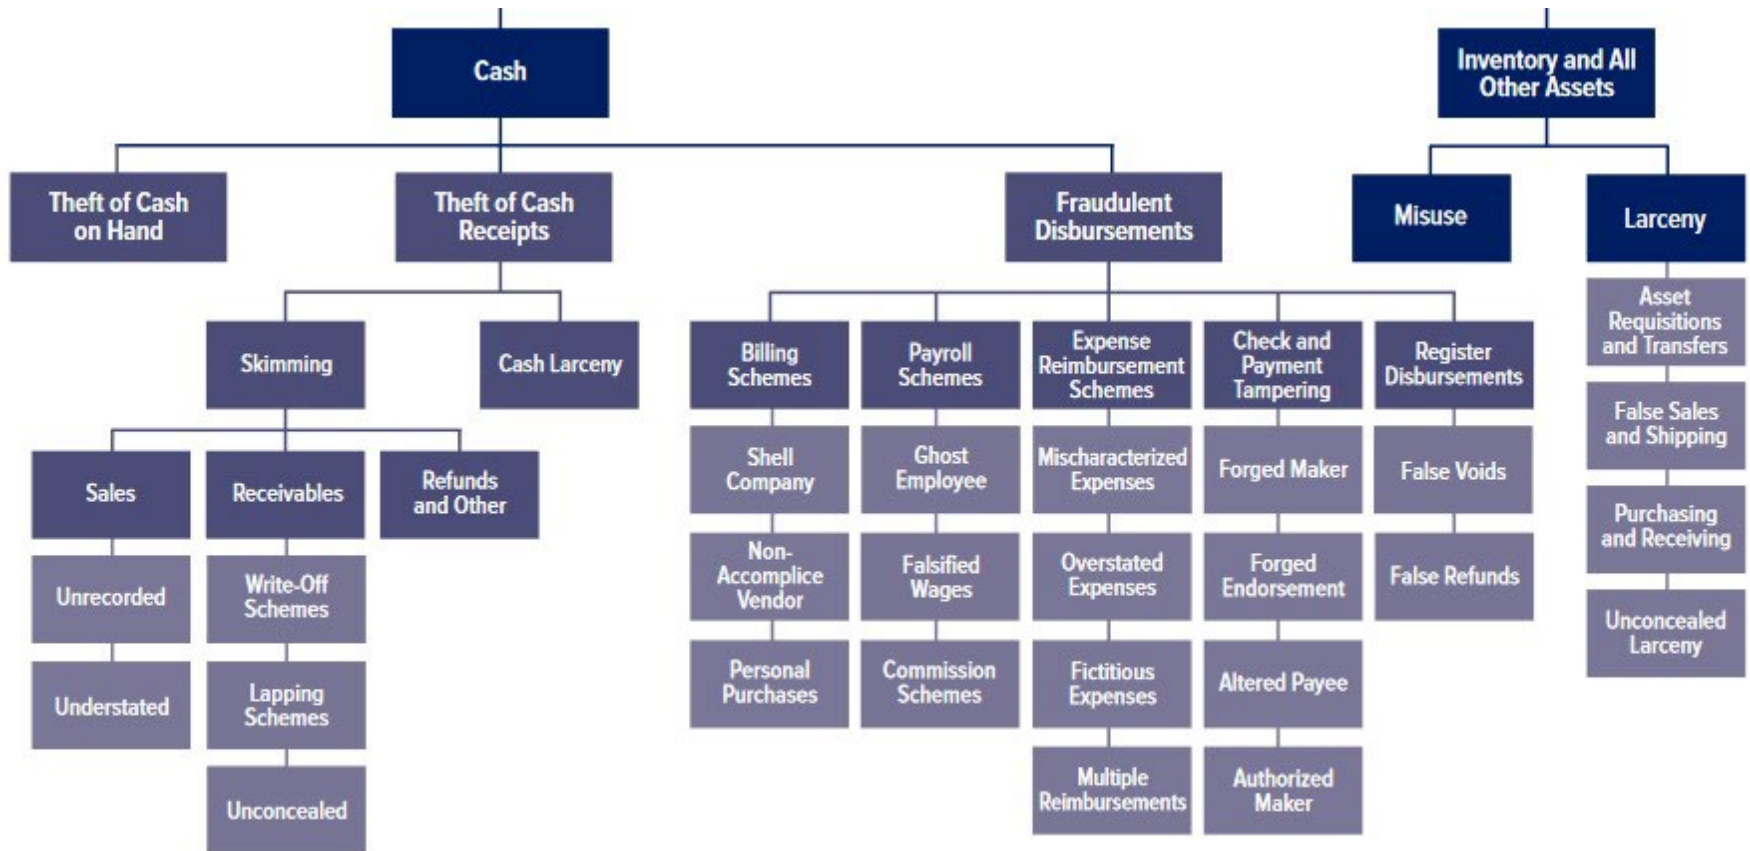 Cash
Inventory and All
Other Assets
Theft of Cash
on Hand
Theft of Cash
Receipts
Fraudulent
Disbursements
Misuse
Larceny
Skimming
Cash Larceny
Billing
Schemes
Payroll
Schemes
Expense
Reimbursement
Schemes
Check and
Payment
Tampering
Register
Disbursements
Asset
Requisitions
and Transfers
False Sales
and Shipping
Purchasing
and Receiving
Unconcealed
Larceny
Sales
Receivables
Refunds
and Other
Unrecorded
Understated
Write-Off
Schemes
Lapping
Schemes
Unconcealed
Shell
Company
Non-
Accomplice
Vendor
Personal
Purchases
Ghost
Employee
Falsified
Wages
Commission
Schemes
Mischaracterized
Expenses
Overstated
Expenses
Fictitious
Expenses
Multiple
Reimbursements
Forged Maker
Forged
Endorsement
Altered Payee
Authorized
Maker
False Voids
False Refunds